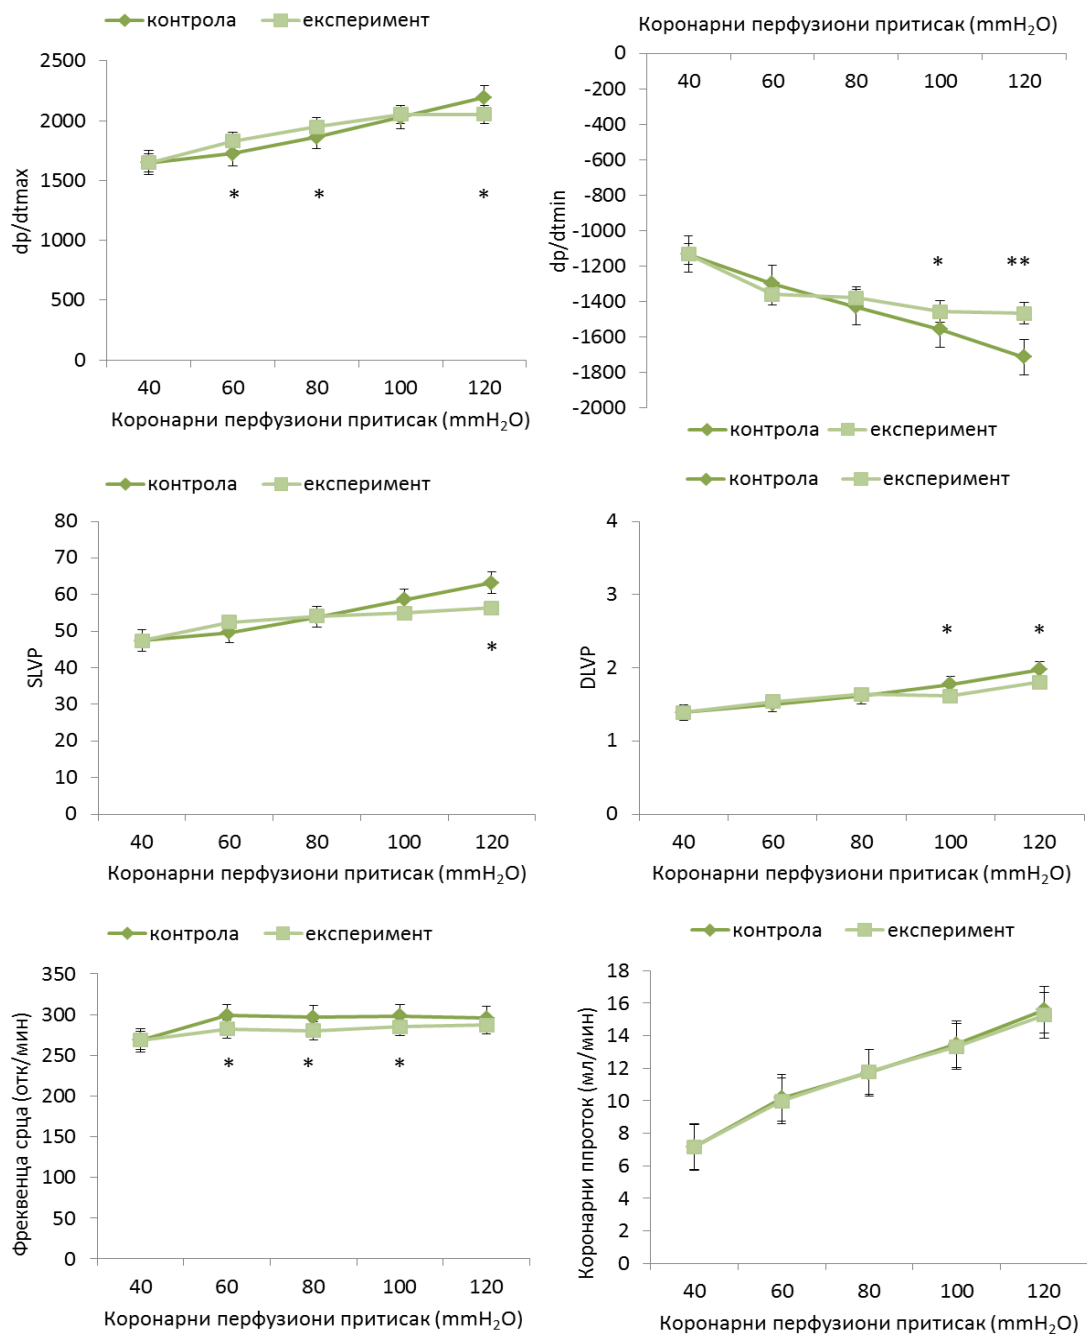 контрола експеримент
2500
2000
1500
1000
500
0
dp/dtmax
* * *
40 60 80 100 120
Коронарни перфузиони притисак (mmH₂O)
Коронарни перфузиони притисак (mmH₂O)
0
-200
-400
-600
-800
-1000
-1200
-1400
-1600
-1800
-2000
dp/dtmin
40 60 80 100 120
* **
контрола експеримент
контрола експеримент
80
70
60
50
40
30
20
10
0
SLVP
*
40 60 80 100 120
Коронарни перфузиони притисак (mmH₂O)
контрола експеримент
4
3
2
1
0
DLVP
* *
40 60 80 100 120
Коронарни перфузиони притисак (mmH₂O)
контрола експеримент
350
300
250
200
150
100
50
0
Фреквенца срца (отк/мин)
* * *
40 60 80 100 120
Коронарни перфузиони притисак (mmH₂O)
контрола експеримент
18
16
14
12
10
8
6
4
2
0
Коронарни ппроток (мл/мин)
40 60 80 100 120
Коронарни перфузиони притисак (mmH₂O)